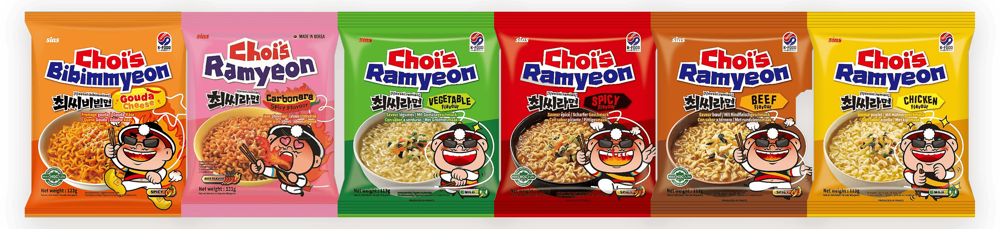 sias
K-FOOD
Choi's
Bibimmyeon
[tʃoessi:bibimmiən]
최씨비빔면
Gouda
Cheese
Fromage gouda / Gouda-Käse
Queso Gouda / Goudse kaas
HALAL
HQC
Net weight : 123g
SPICY
sias
MADE IN KOREA
Choi's
Ramyeon
[tʃoessi:ramiən]
최씨라면
Carbonara
Spicy Flavour
Saveur carbonara épicé / Carbonara Scharfgeschmack
con sabor picante carbonara / Carbonara pittigesmaak
HOT FLAVOR
Net weight : 131g
sias
K-FOOD
Choi's
Ramyeon
[tʃoessi:ramiən]
최씨라면
VEGETABLE
Flavour
Saveur légumes / Mit Gemüsegeschmack
Con sabor a verduras / Met Groentesmaak
Net weight : 113g
MILD
PRODUCED IN FRANCE
sias
K-FOOD
Choi's
Ramyeon
[tʃoessi:ramiən]
최씨라면
SPICY
Flavour
Saveur épicé / Scharfer Geschmack
Con sabor picante / Pittigesmaak
HALAL
HQC
Net weight :
SPICY
PRODUCED IN FRANCE
sias
K-FOOD
Choi's
Ramyeon
[tʃoessi:ramiən]
최씨라면
BEEF
Flavour
Saveur bœuf / Mit Rindfleischgeschmack
Con sabor a ternera / Met rundvleessmaak
HALAL
HQC
Net weight : 113g
SPICY
PRODUCED IN FRANCE
sias
K-FOOD
Choi's
Ramyeon
[tʃoessi:ramiən]
최씨라면
CHICKEN
Flavour
Saveur poulet / Mit Hühnergeschmack
Con sabor a pollo / Met kipsmaak
Net weight : 113g
MILD
PRODUCED IN FRANCE